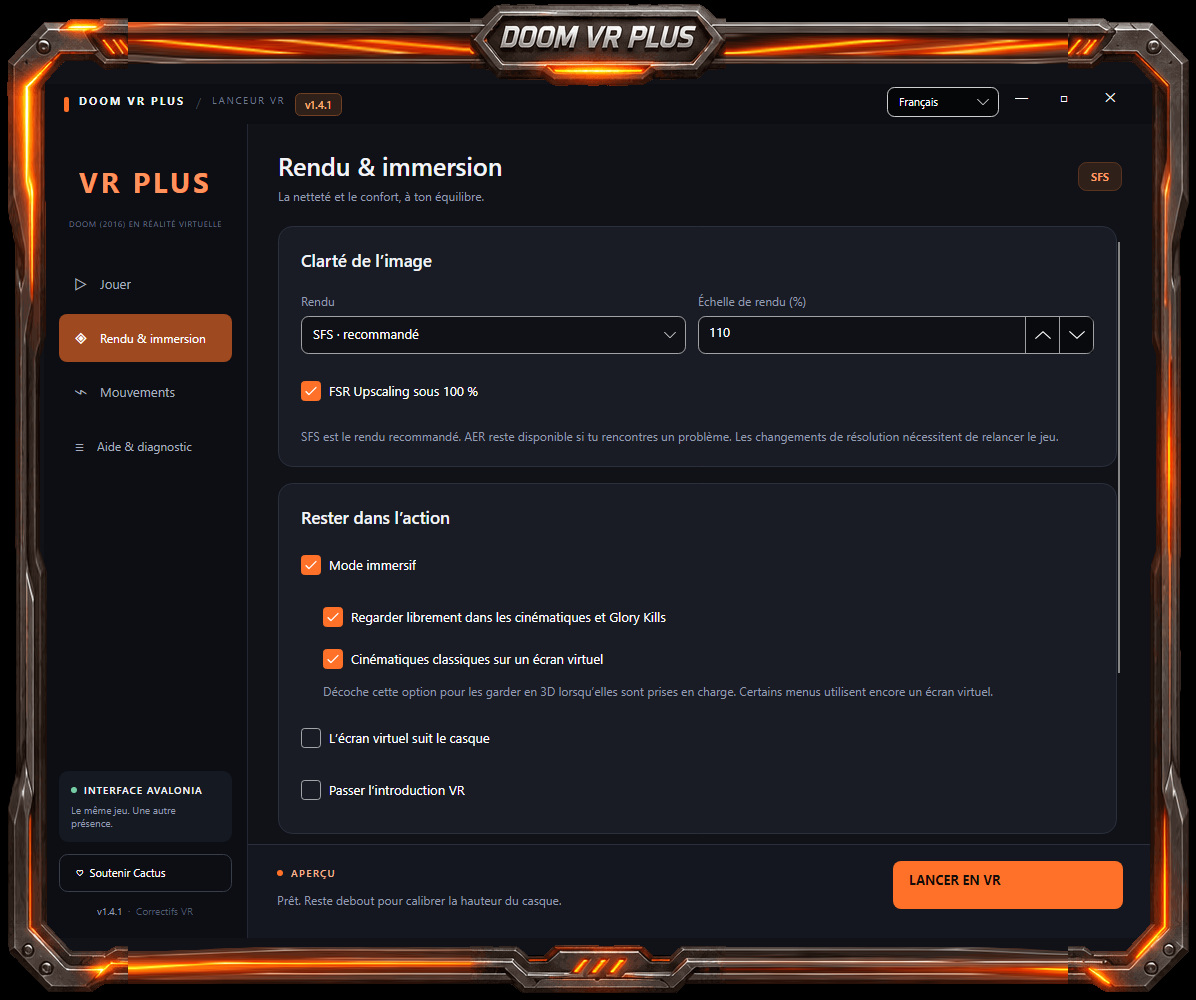 DOOM VR PLUS
DOOM VR PLUS / LANCEUR VR v1.4.1
Français
VR PLUS
DOOM (2016) EN RÉALITÉ VIRTUELLE
Jouer
Rendu & immersion
Mouvements
Aide & diagnostic
INTERFACE AVALONIA
Le même jeu. Une autre
présence.
Soutenir Cactus
v1.4.1 · Correctifs VR
Rendu & immersion
La netteté et le confort, à ton équilibre.
SFS
Clarté de l’image
Rendu
Échelle de rendu (%)
SFS · recommandé
110
FSR Upscaling sous 100 %
SFS est le rendu recommandé. AER reste disponible si tu rencontres un problème. Les changements de résolution nécessitent de relancer le jeu.
Rester dans l’action
Mode immersif
Regarder librement dans les cinématiques et Glory Kills
Cinématiques classiques sur un écran virtuel
Décoche cette option pour les garder en 3D lorsqu’elles sont prises en charge. Certains menus utilisent encore un écran virtuel.
L’écran virtuel suit le casque
Passer l’introduction VR
APERÇU
Prêt. Reste debout pour calibrer la hauteur du casque.
LANCER EN VR